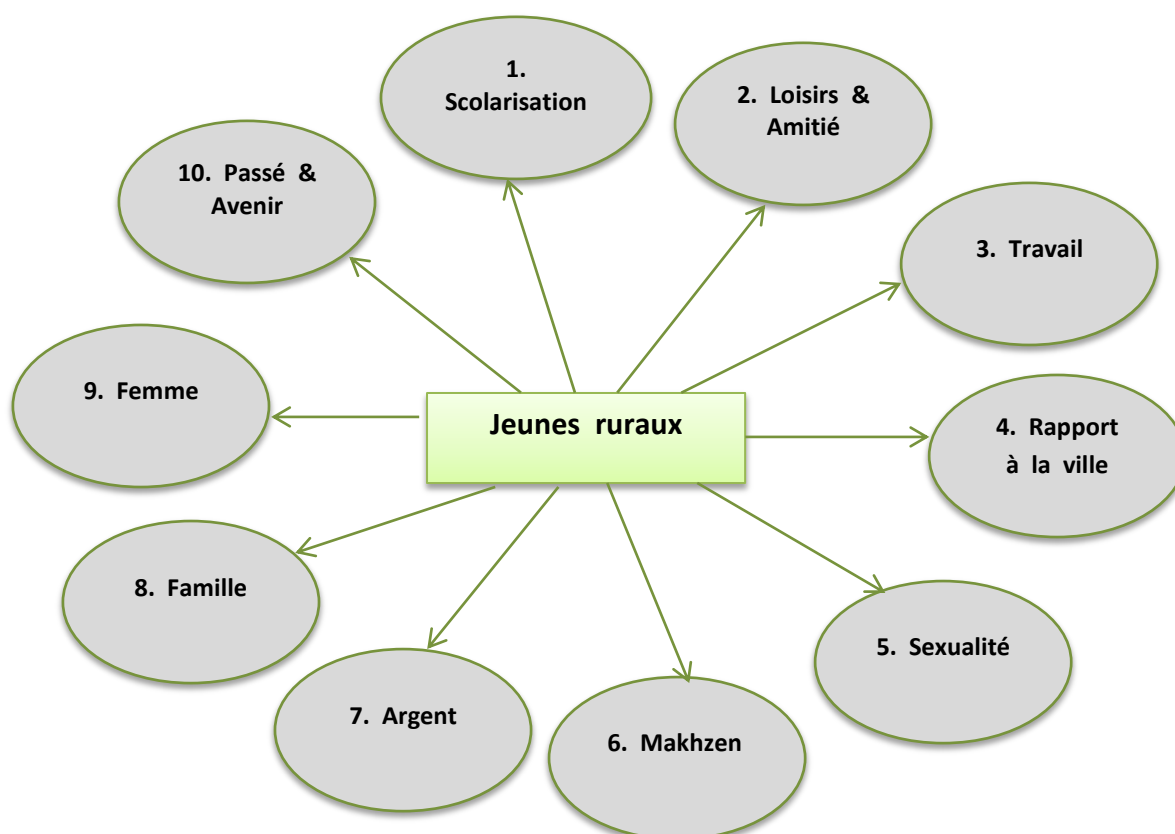 1.
Scolarisation
2. Loisirs &
Amitié
10. Passé &
Avenir
3. Travail
9. Femme
Jeunes ruraux
4. Rapport
à la ville
8. Famille
5. Sexualité
7. Argent
6. Makhzen